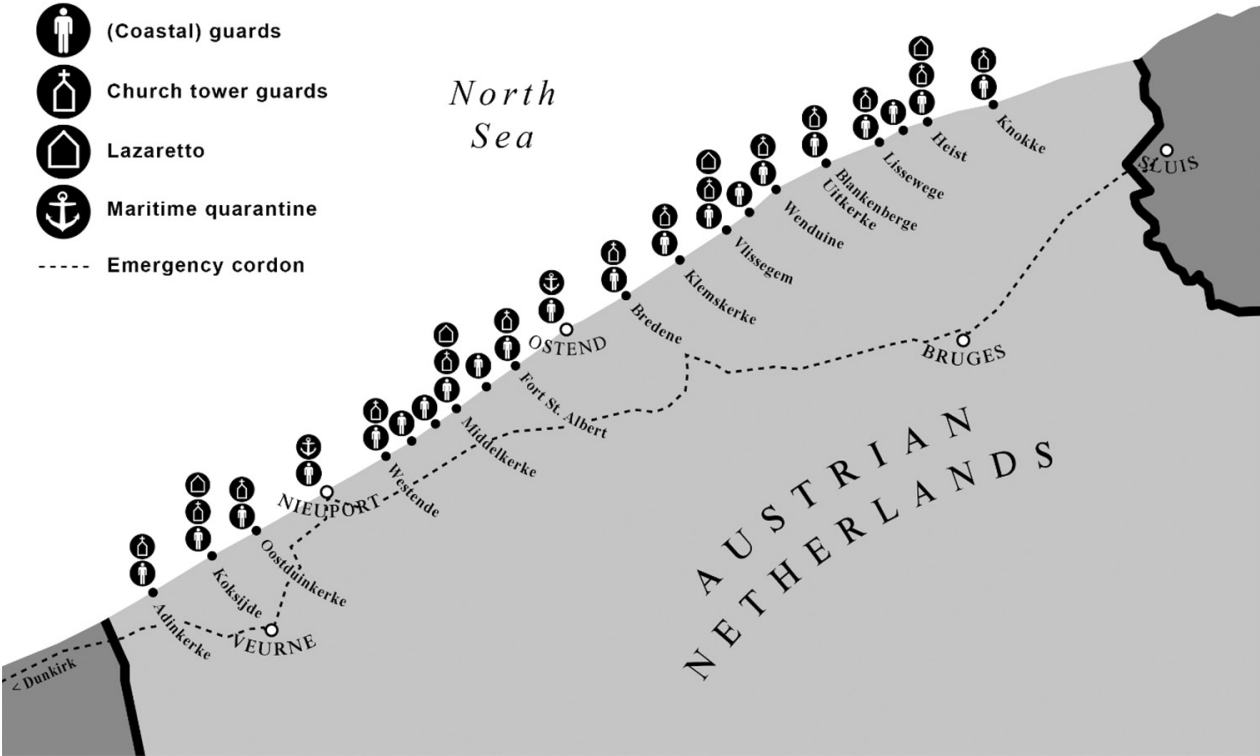 (Coastal) guards
Church tower guards
Lazaretto
Maritime quarantine
Emergency cordon
North
Sea
Knokke
Heist
SLUIS
Lissewege
Blankenberge
Uitkerke
Wenduine
Vlissegem
Klemskerke
Bredene
OSTEND
BRUGES
Fort St. Albert
Middelkerke
Westende
NIEUPORT
Oostduinkerke
Koksijde
Adinkerke
VEURNE
< Dunkirk
AUSTRIAN
NETHERLANDS